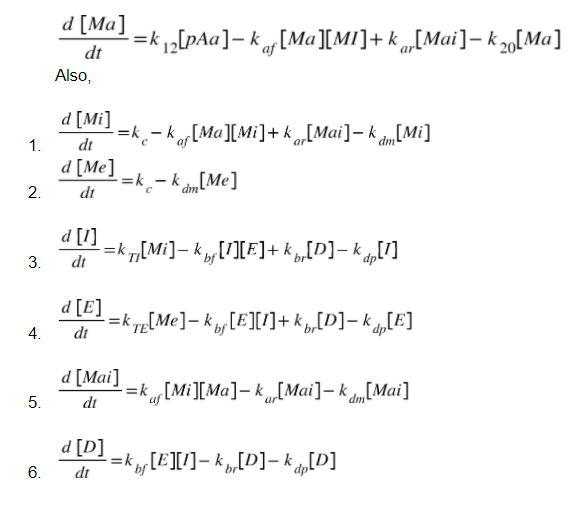 d [Ma]/dt =k₁₂[pAa]− k_af [Ma][MI]+ k_ar[Mai]− k₂₀[Ma]
Also,
1. d [Mi]/dt =k_c− k_af [Ma][Mi]+ k_ar[Mai]− k_dm[Mi]
2. d [Me]/dt =k_c− k_dm[Me]
3. d [I]/dt =k_TI[Mi]− k_bf[I][E]+ k_br[D]− k_dp[I]
4. d [E]/dt =k_TE[Me]− k_bf [E][I]+ k_br[D]− k_dp[E]
5. d [Mai]/dt =k_af [Mi][Ma]− k_ar[Mai]− k_dm[Mai]
6. d [D]/dt =k_bf [E][I]− k_br[D]− k_dp[D]